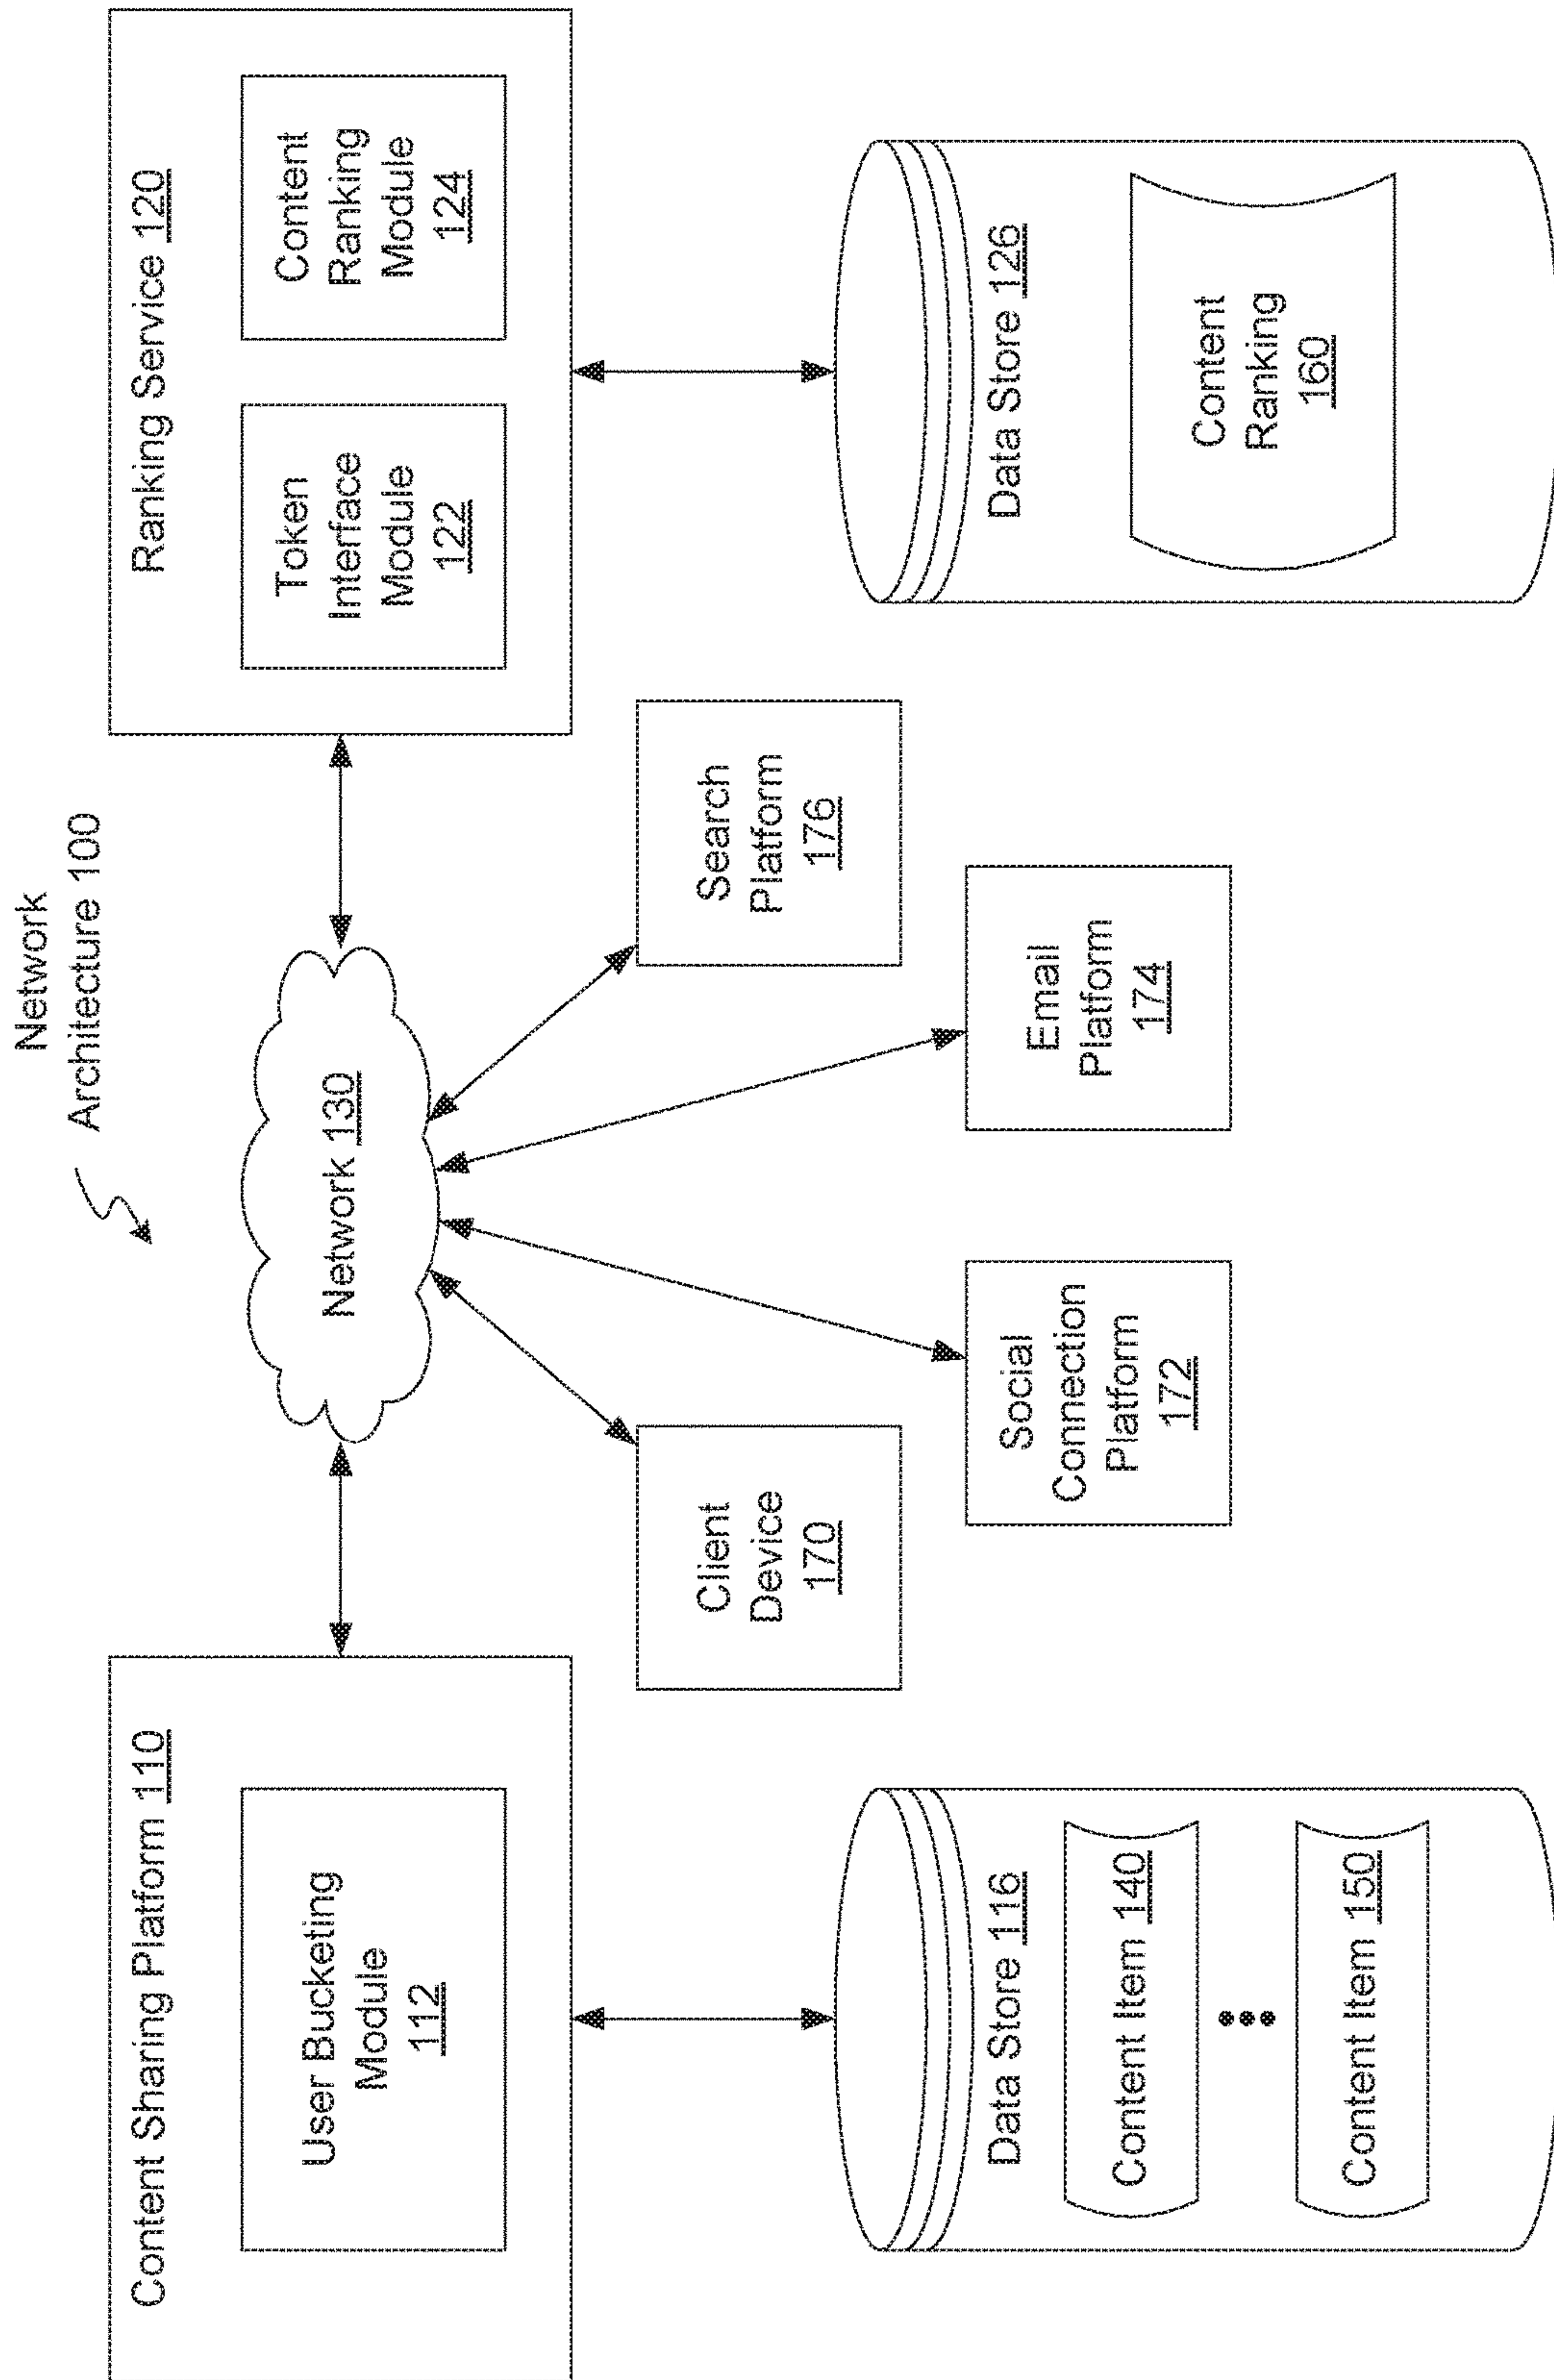 Network
Architecture 100
Content Sharing Platform 110
User Bucketing
Module
112
Network 130
Ranking Service 120
Token
Interface
Module
122
Content
Ranking
Module
124
Client
Device
170
Search
Platform
176
Social
Connection
Platform
172
Email
Platform
174
Data Store 116
Content Item 140
Content Item 150
Data Store 126
Content
Ranking
160